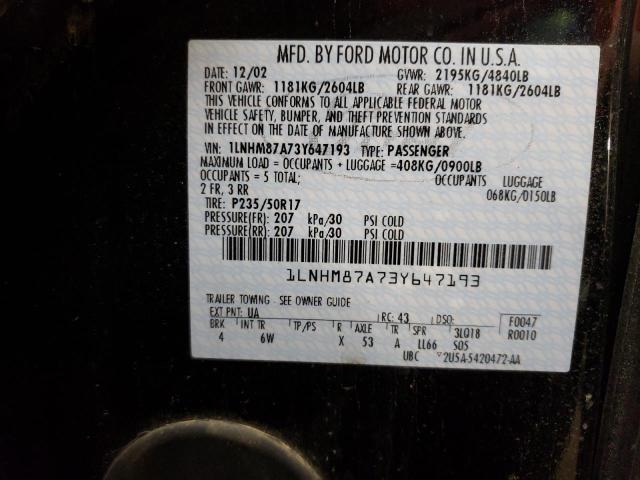 MFD. BY FORD MOTOR CO. IN U.S.A.
DATE: 12/02 GVWR: 2195KG/4840LB
FRONT GAWR: 1181KG/2604LB REAR GAWR: 1181KG/2604LB
THIS VEHICLE CONFORMS TO ALL APPLICABLE FEDERAL MOTOR
VEHICLE SAFETY, BUMPER, AND THEFT PREVENTION STANDARDS
IN EFFECT ON THE DATE OF MANUFACTURE SHOWN ABOVE.
VIN: 1LNHM87A73Y647193 TYPE: PASSENGER
MAXIMUM LOAD = OCCUPANTS + LUGGAGE =408KG/0900LB
OCCUPANTS = 5 TOTAL; OCCUPANTS LUGGAGE
2 FR, 3 RR 068KG/0150LB
TIRE: P235/50R17
PRESSURE(FR): 207 kPa/30 PSI COLD
PRESSURE(RR): 207 kPa/30 PSI COLD
1LNHM87A73Y647193
TRAILER TOWING - SEE OWNER GUIDE
EXT PNT: UA RC: 43 DSO: F0047
BRK INT TR TP/PS R AXLE TR SPR 3LQ18 R0010
4 6W X 53 A LL66 SO5
UBC 2U5A-5420472-AA